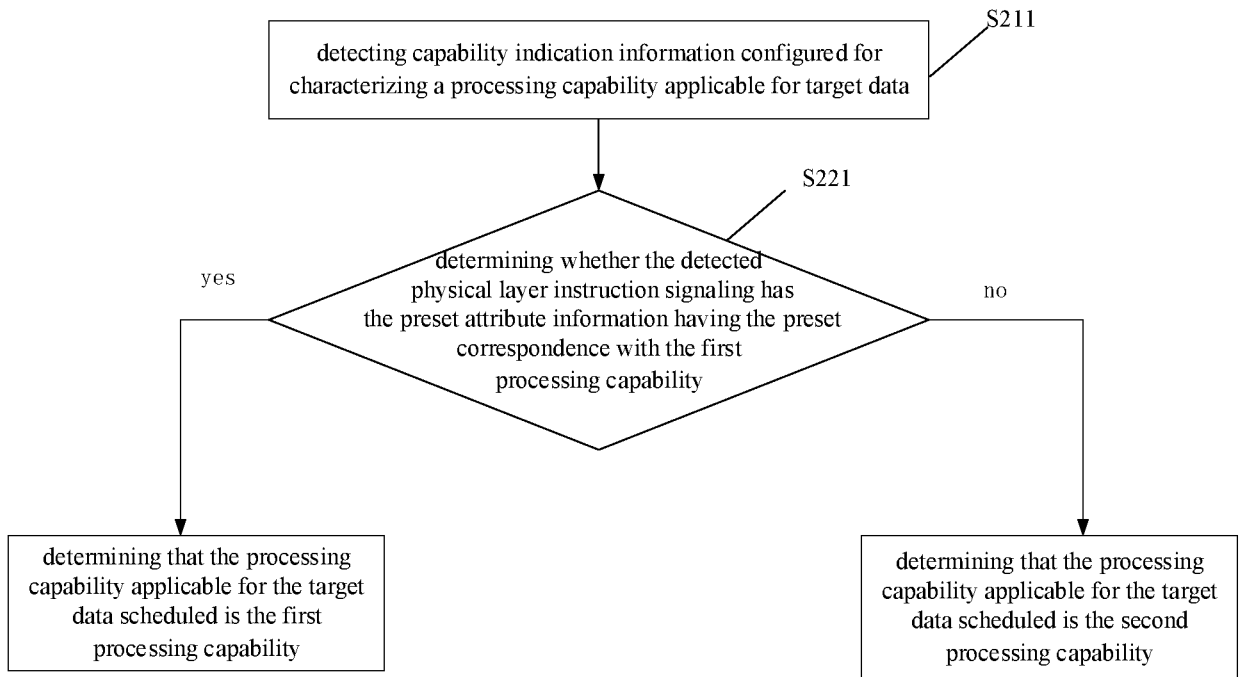 S211
detecting capability indication information configured for
characterizing a processing capability applicable for target data
S221
determining whether the detected
physical layer instruction signaling has
the preset attribute information having the preset
correspondence with the first
processing capability
yes
no
determining that the processing
capability applicable for the target
data scheduled is the first
processing capability
determining that the processing
capability applicable for the target
data scheduled is the second
processing capability